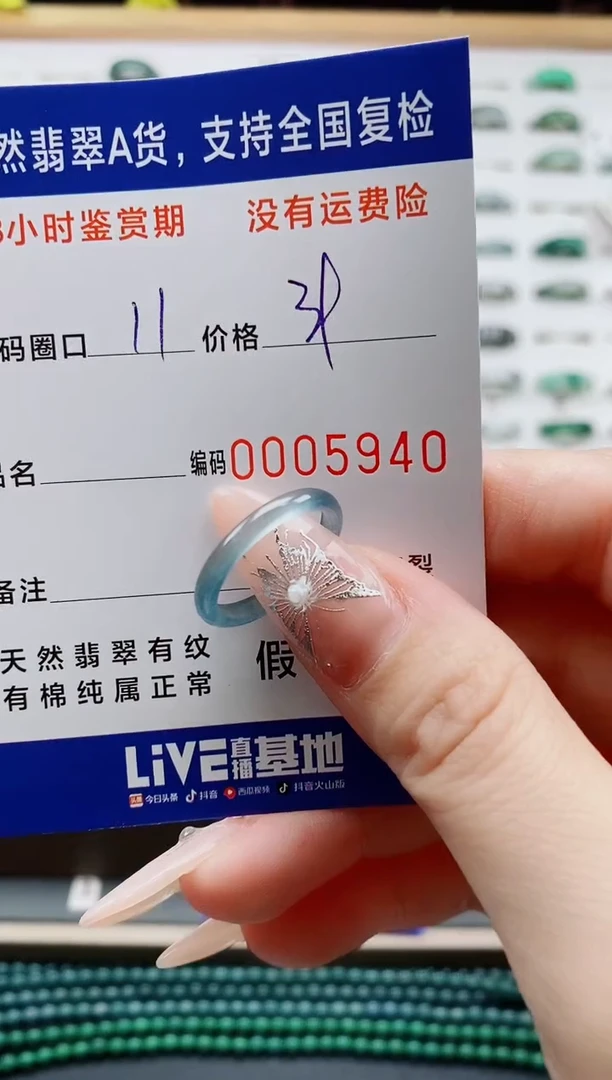 然翡翠A货，支持全国复检
小时鉴赏期 没有运费险
码圈口 11 价格
名 编码 0005940
备注 裂
天然翡翠有纹
有棉纯属正常
假
LiVE直播基地
今日头条 抖音 西瓜视频 抖音火山版